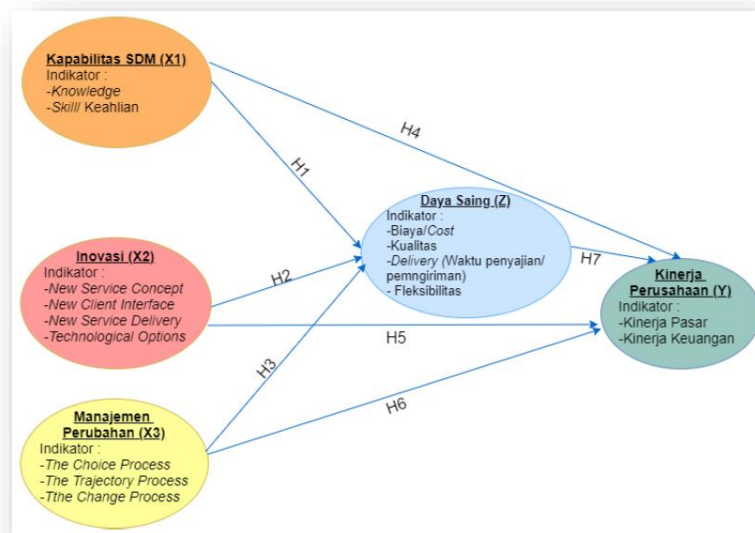 Kapabilitas SDM (X1)
Indikator :
-Knowledge
-Skill/ Keahlian
H4
H1
Daya Saing (Z)
Indikator :
-Biaya/Cost
-Kualitas
-Delivery (Waktu penyajian/
pemngiriman)
- Fleksibilitas
Inovasi (X2)
Indikator :
-New Service Concept
-New Client Interface
-New Service Delivery
-Technological Options
H2
H7
Kinerja
Perusahaan (Y)
Indikator :
-Kinerja Pasar
-Kinerja Keuangan
H5
H3
H6
Manajemen
Perubahan (X3)
Indikator :
-The Choice Process
-The Trajectory Process
-Tthe Change Process